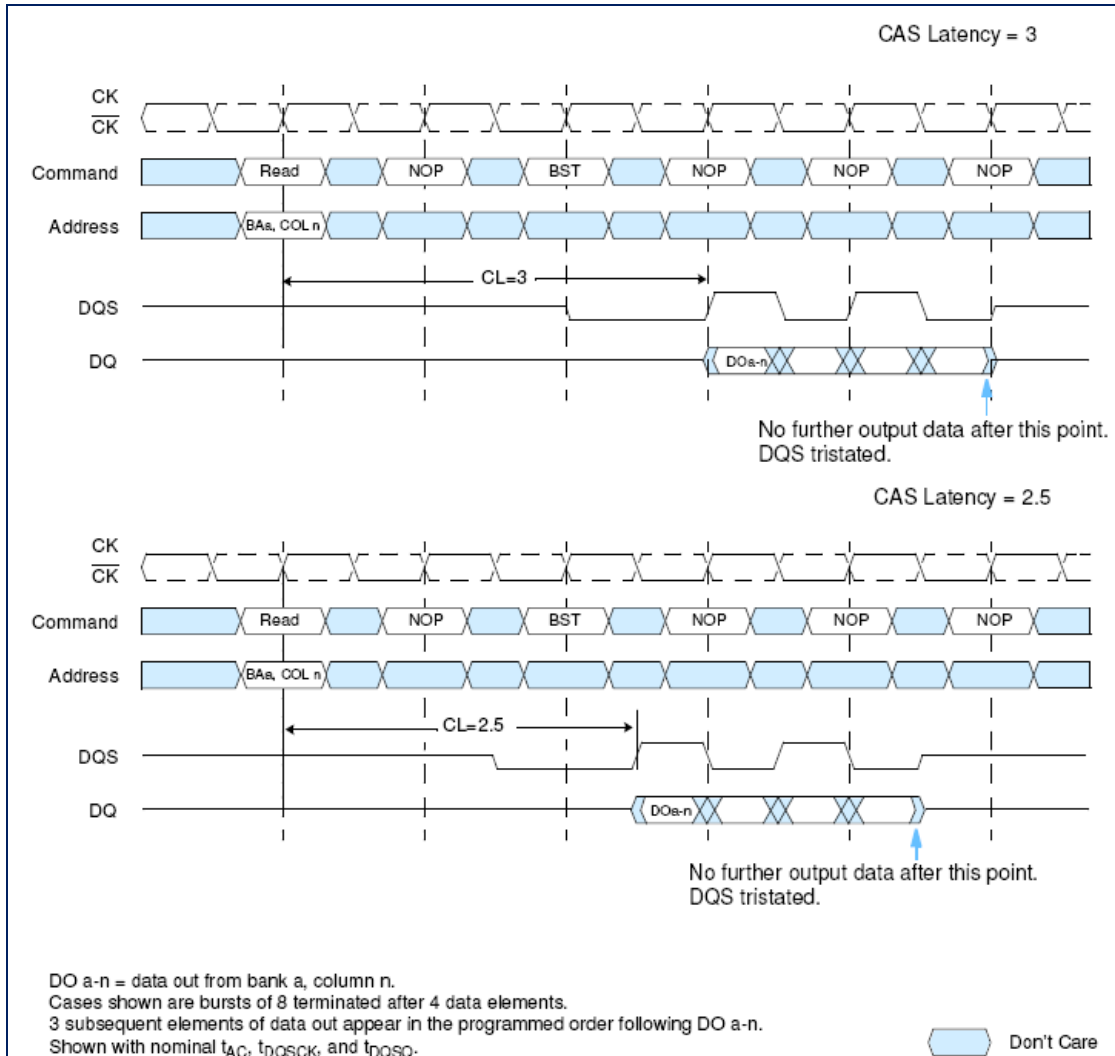 CAS Latency = 3
CK
CK
Command Read NOP BST NOP NOP NOP
Address BAa, COL n
CL=3
DQS
DQ DOa-n
No further output data after this point.
DQS tristated.
CAS Latency = 2.5
CK
CK
Command Read NOP BST NOP NOP NOP
Address BAa, COL n
CL=2.5
DQS
DQ DOa-n
No further output data after this point.
DQS tristated.
DO a-n = data out from bank a, column n.
Cases shown are bursts of 8 terminated after 4 data elements.
3 subsequent elements of data out appear in the programmed order following DO a-n.
Shown with nominal tAC, tDQSCK, and tDQSQ.
Don't Care